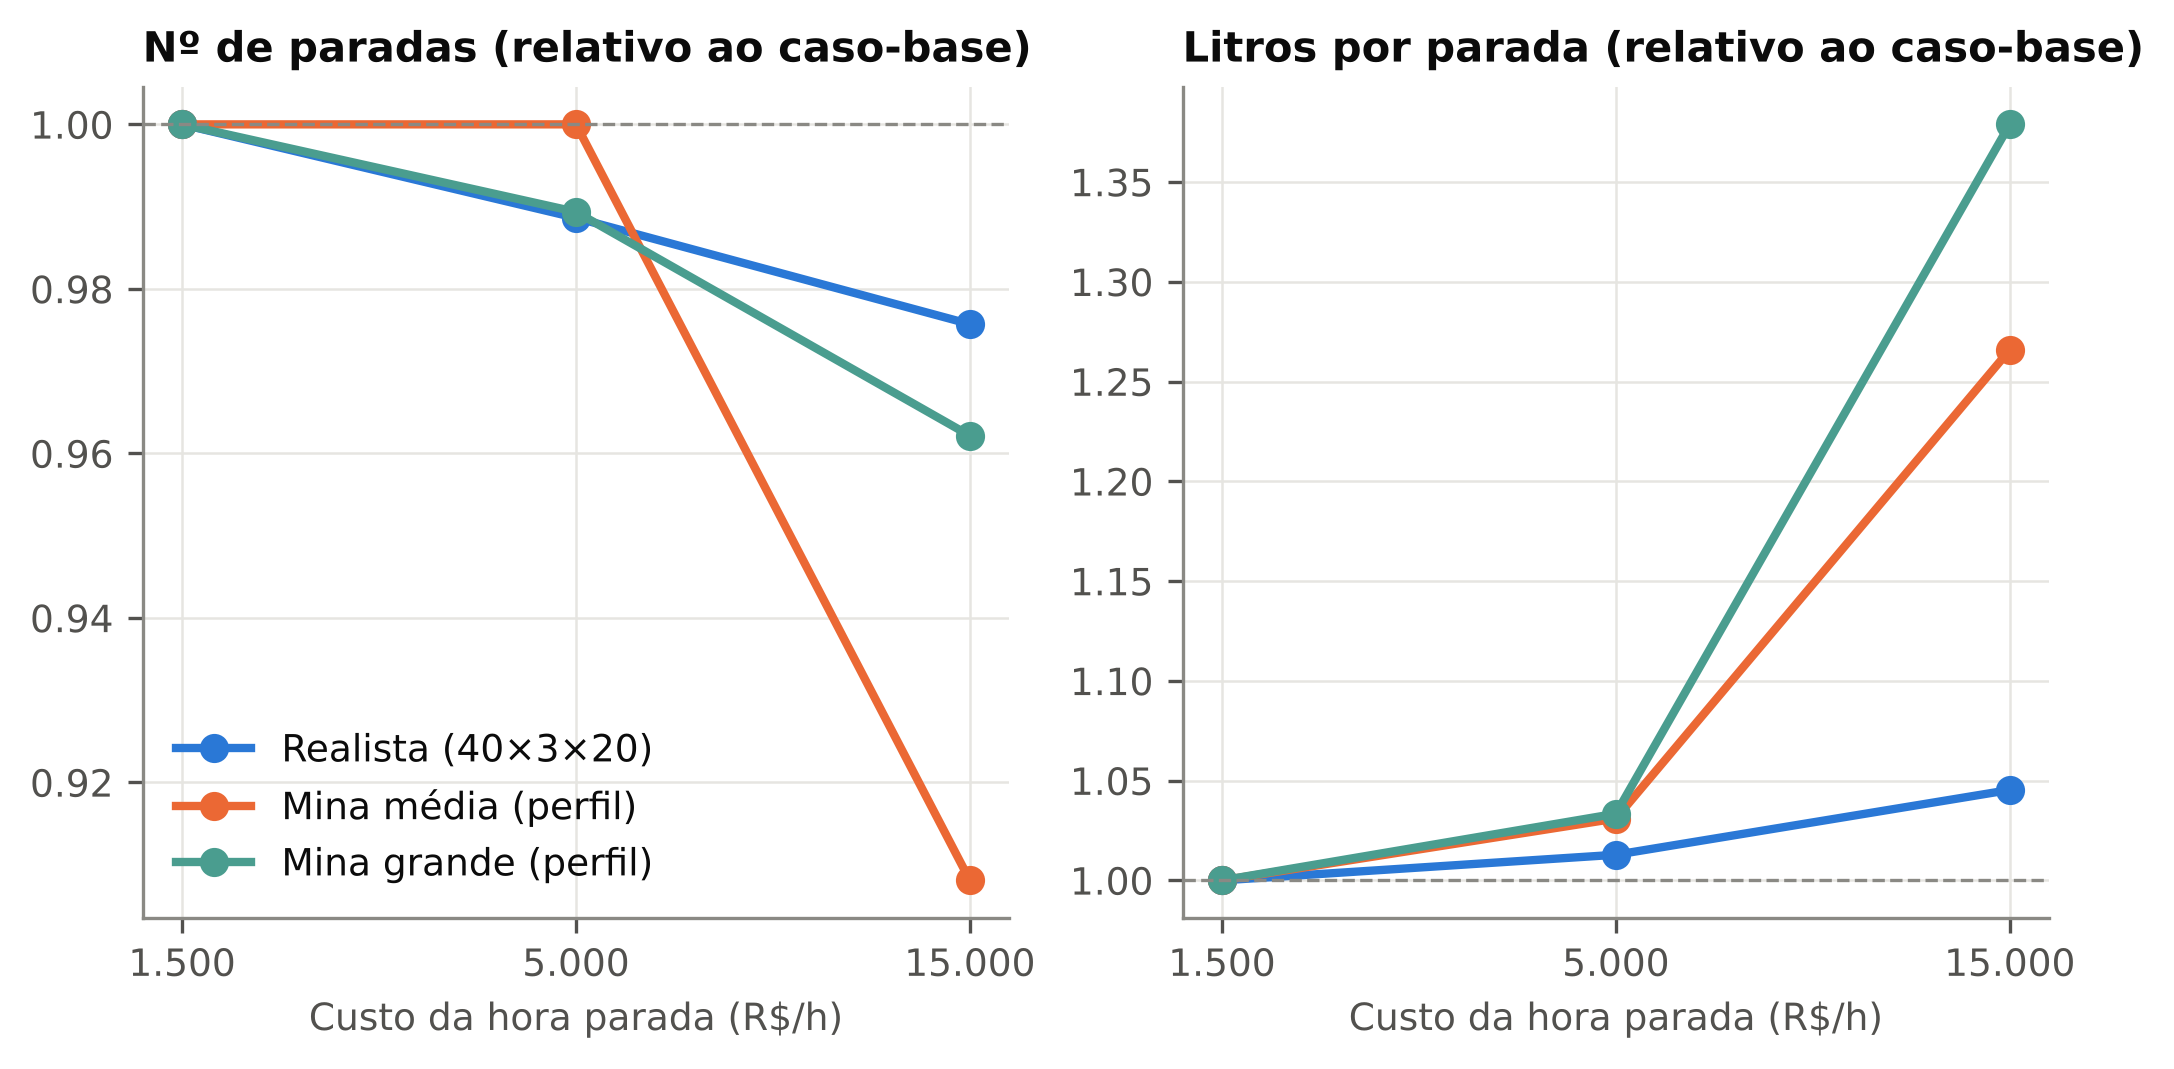 Nº de paradas (relativo ao caso-base)
1.00
0.98
0.96
0.94
0.92
Realista (40×3×20)
Mina média (perfil)
Mina grande (perfil)
1.500
5.000
15.000
Custo da hora parada (R$/h)
Litros por parada (relativo ao caso-base)
1.35
1.30
1.25
1.20
1.15
1.10
1.05
1.00
1.500
5.000
15.000
Custo da hora parada (R$/h)